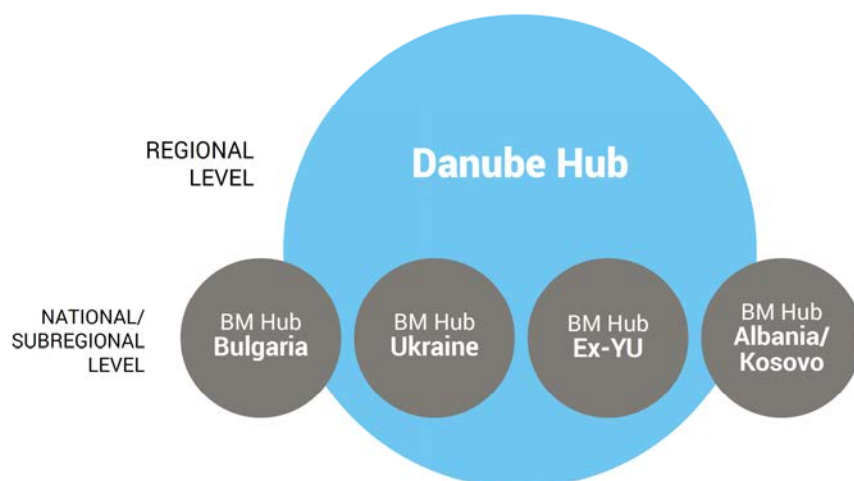 REGIONAL
LEVEL
Danube Hub
NATIONAL/
SUBREGIONAL
LEVEL
BM Hub
Bulgaria
BM Hub
Ukraine
BM Hub
Ex-YU
BM Hub
Albania/
Kosovo